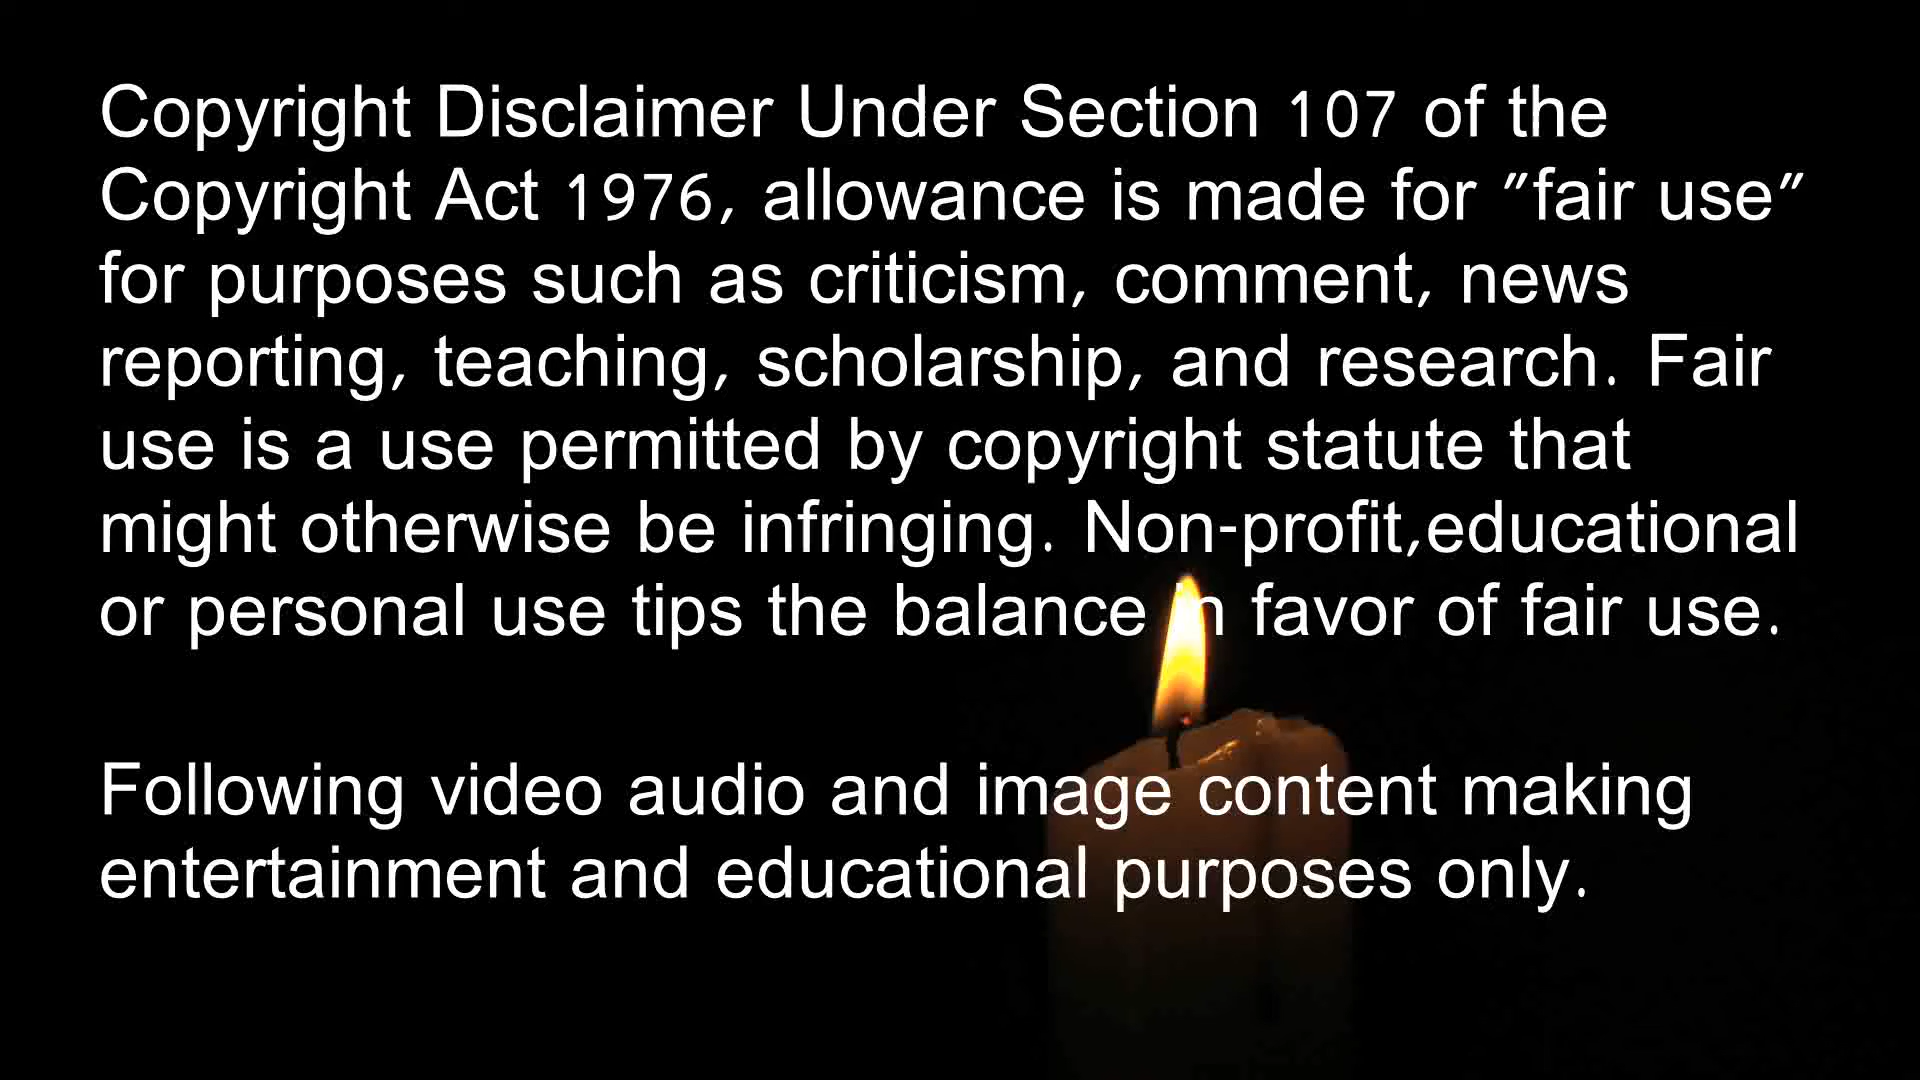 Copyright Disclaimer Under Section 107 of the
Copyright Act 1976, allowance is made for "fair use"
for purposes such as criticism, comment, news
reporting, teaching, scholarship, and research. Fair
use is a use permitted by copyright statute that
might otherwise be infringing. Non-profit,educational
or personal use tips the balance in favor of fair use.
Following video audio and image content making
entertainment and educational purposes only.